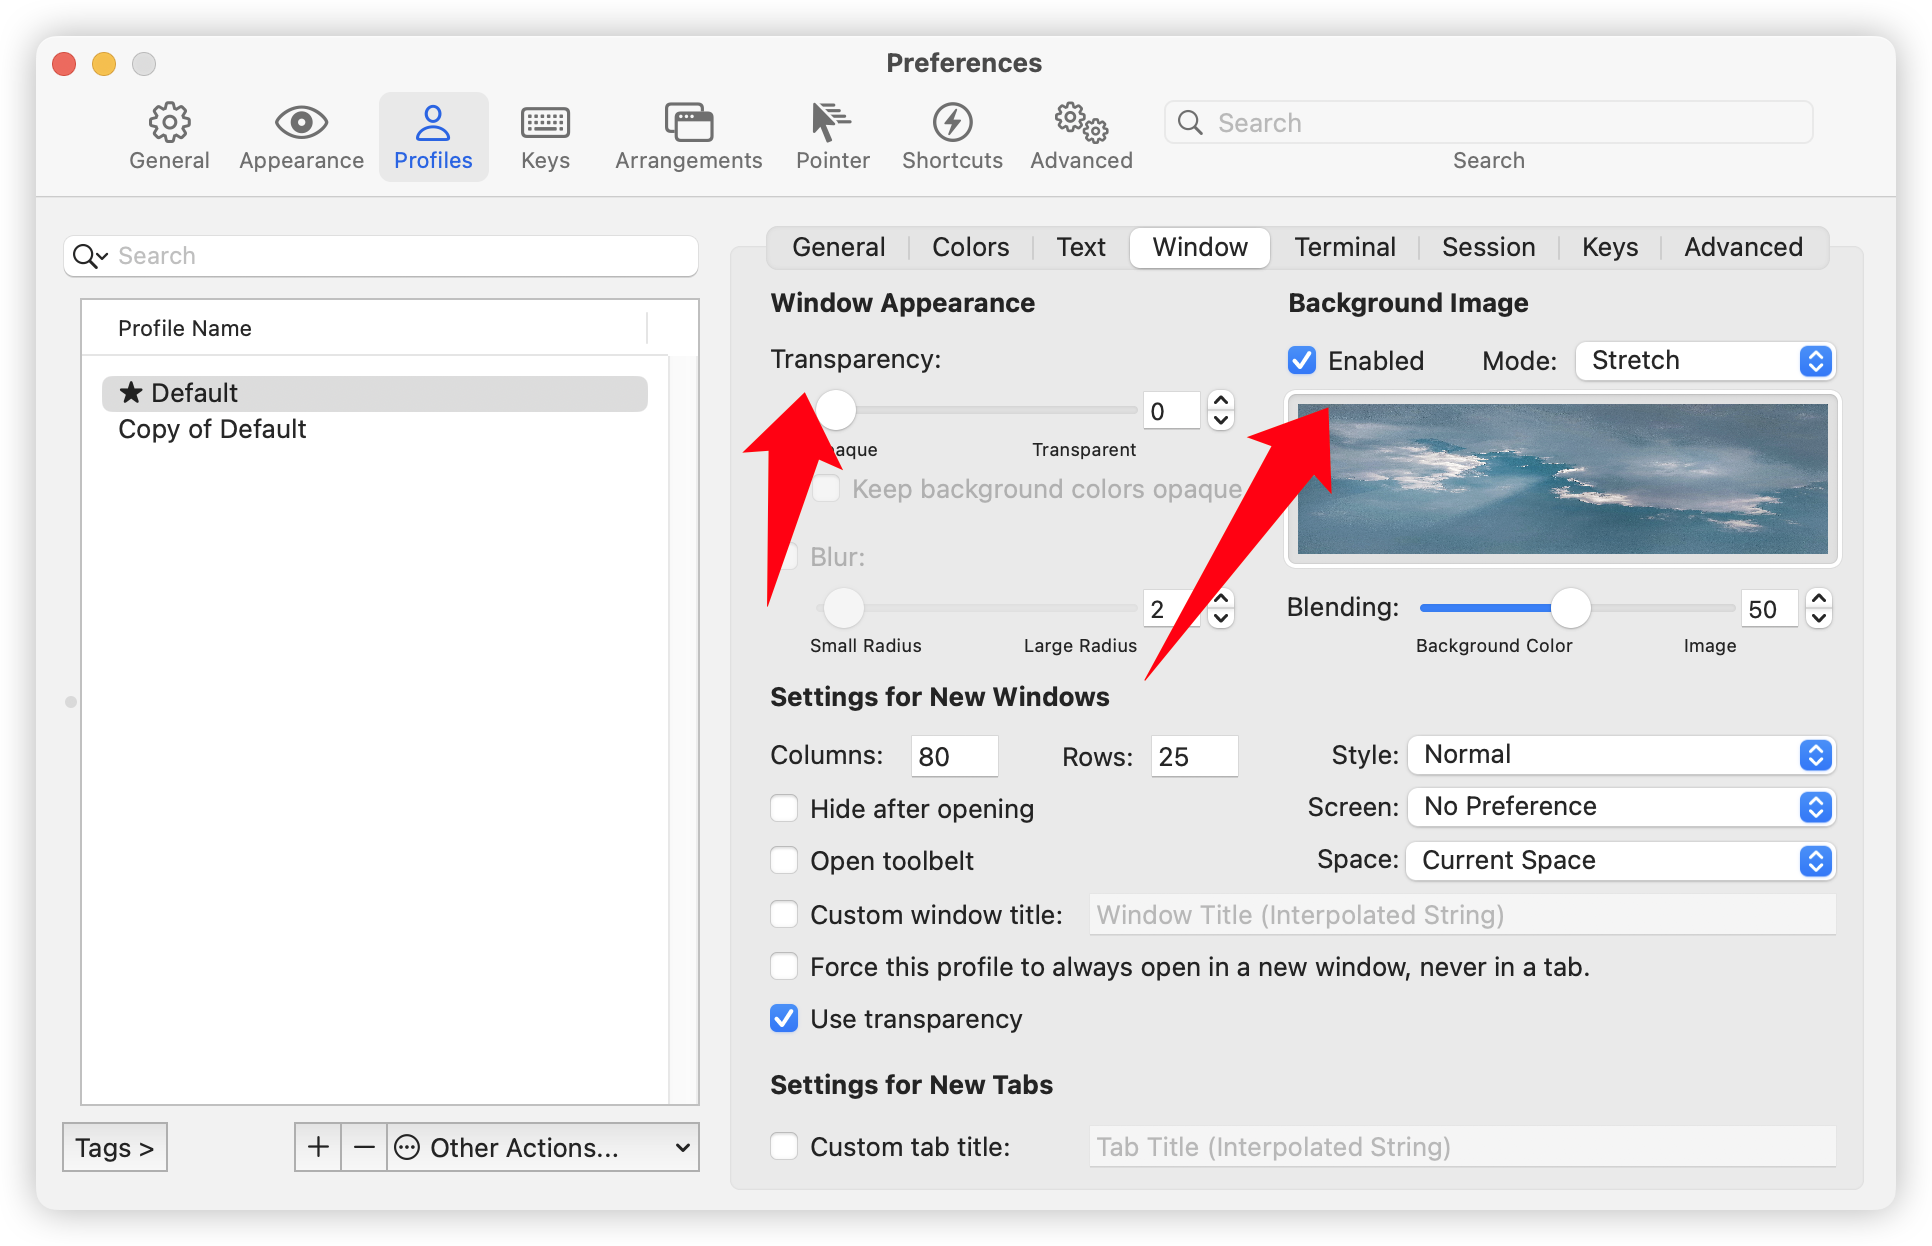 Preferences
General Appearance Profiles Keys Arrangements Pointer Shortcuts Advanced Search
Search
Search
Profile Name
★ Default
Copy of Default
Tags >
+ − Other Actions...
General Colors Text Window Terminal Session Keys Advanced
Window Appearance
Transparency:
0
Transparent
Keep background colors opaque
Blur:
2
Small Radius Large Radius
Background Image
Enabled Mode: Stretch
Blending: 50
Background Color Image
Settings for New Windows
Columns: 80 Rows: 25 Style: Normal
Hide after opening Screen: No Preference
Open toolbelt Space: Current Space
Custom window title: Window Title (Interpolated String)
Force this profile to always open in a new window, never in a tab.
Use transparency
Settings for New Tabs
Custom tab title: Tab Title (Interpolated String)